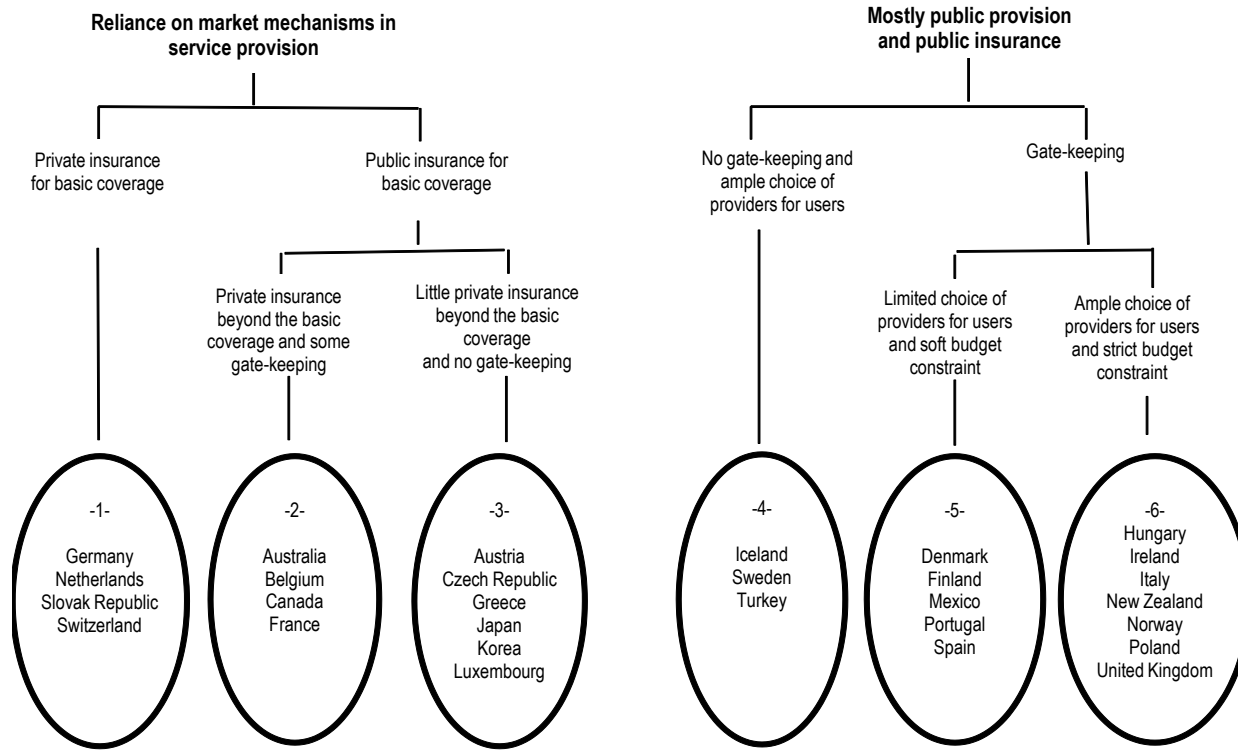 Reliance on market mechanisms in
service provision
Private insurance
for basic coverage
Public insurance for
basic coverage
Private insurance
beyond the basic
coverage and some
gate-keeping
Little private insurance
beyond the basic
coverage
and no gate-keeping
-1-
Germany
Netherlands
Slovak Republic
Switzerland
-2-
Australia
Belgium
Canada
France
-3-
Austria
Czech Republic
Greece
Japan
Korea
Luxembourg
Mostly public provision
and public insurance
No gate-keeping and
ample choice of
providers for users
Gate-keeping
Limited choice of
providers for users
and soft budget
constraint
Ample choice of
providers for users
and strict budget
constraint
-4-
Iceland
Sweden
Turkey
-5-
Denmark
Finland
Mexico
Portugal
Spain
-6-
Hungary
Ireland
Italy
New Zealand
Norway
Poland
United Kingdom